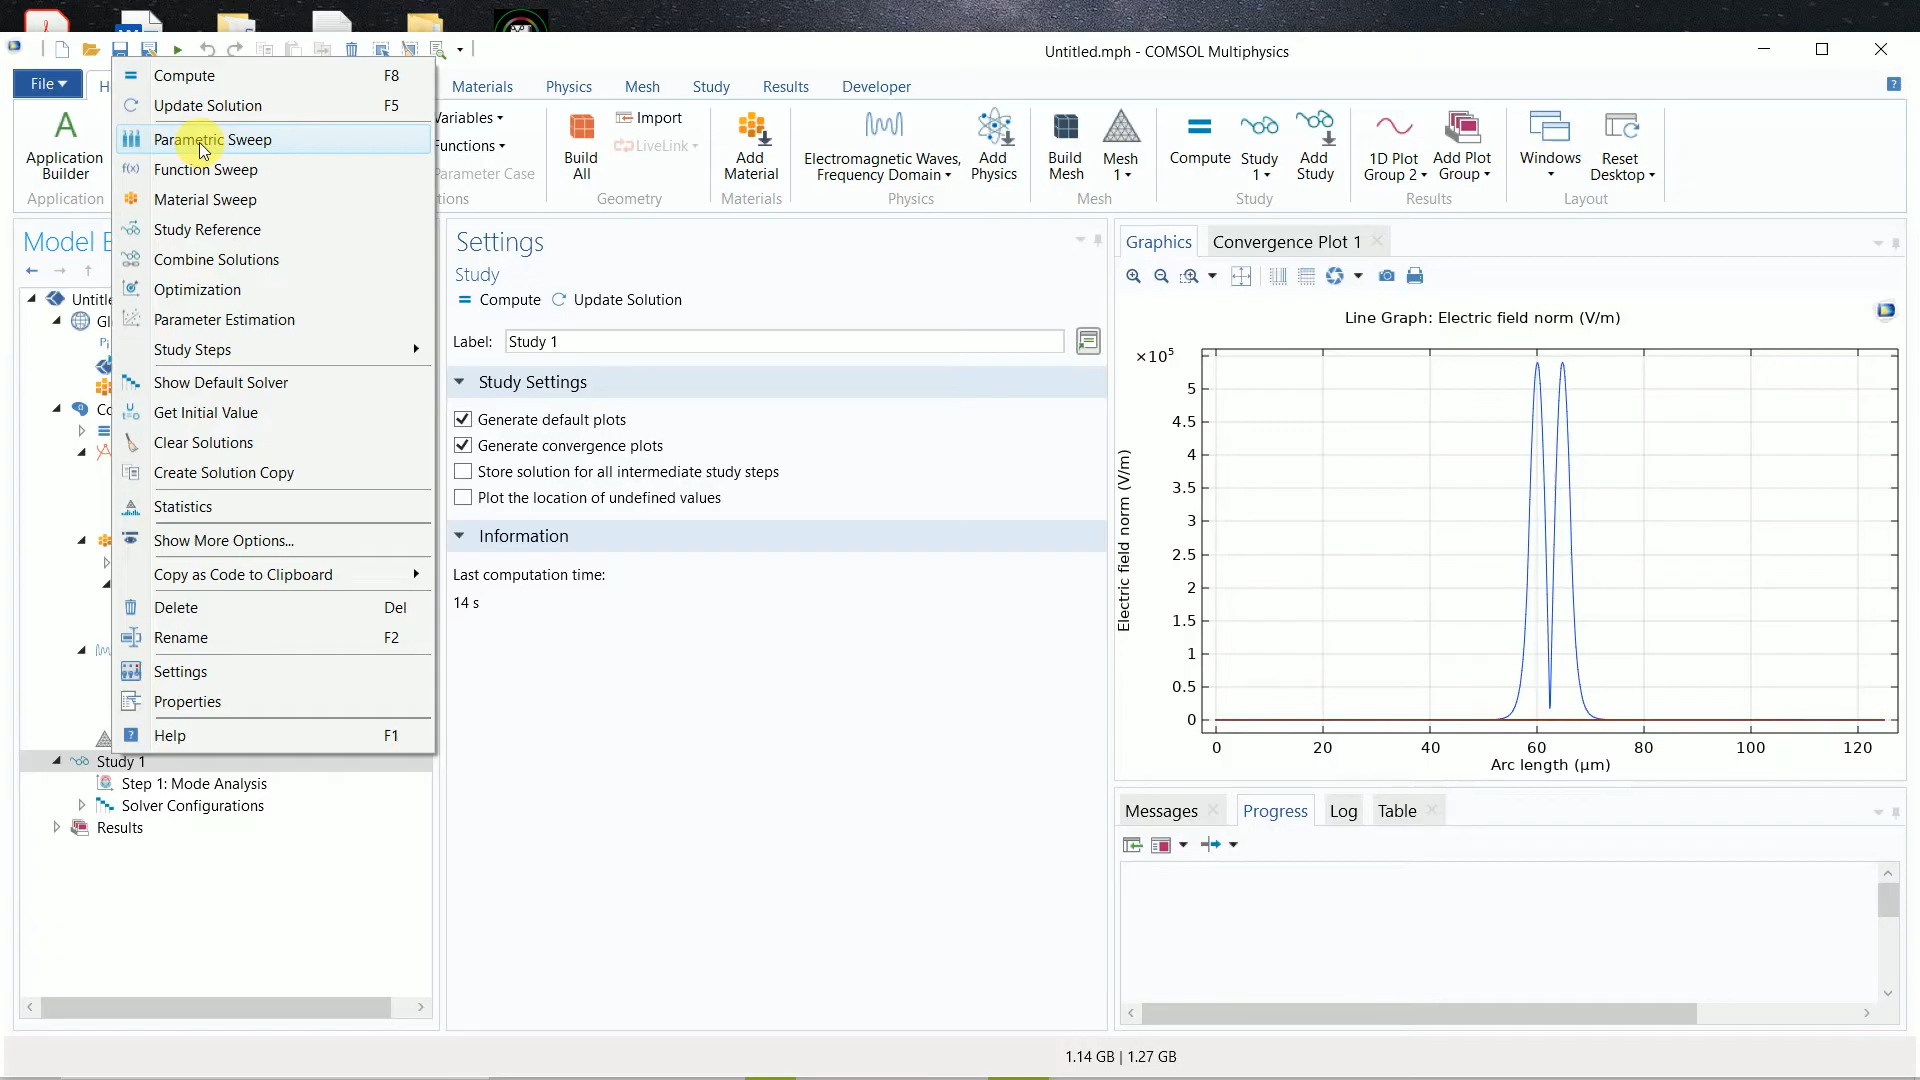 Untitled.mph - COMSOL Multiphysics
File
H
Materials
Physics
Mesh
Study
Results
Developer
Application
Builder
Application
Variables
Functions
Parameter Case
tions
Build
All
Import
LiveLink
Geometry
Add
Material
Materials
Electromagnetic Waves,
Frequency Domain
Add
Physics
Physics
Build
Mesh
Mesh
1
Mesh
Compute
Study
1
Add
Study
Study
1D Plot
Group 2
Add Plot
Group
Results
Windows
Reset
Desktop
Layout
Compute F8
Update Solution F5
Parametric Sweep
Function Sweep
Material Sweep
Study Reference
Combine Solutions
Optimization
Parameter Estimation
Study Steps
Show Default Solver
Get Initial Value
Clear Solutions
Create Solution Copy
Statistics
Show More Options...
Copy as Code to Clipboard
Delete Del
Rename F2
Settings
Properties
Help F1
Model B
Untitle
Gl
Pi
Co
Study 1
Step 1: Mode Analysis
Solver Configurations
Results
Settings
Study
Compute
Update Solution
Label: Study 1
Study Settings
Generate default plots
Generate convergence plots
Store solution for all intermediate study steps
Plot the location of undefined values
Information
Last computation time:
14 s
Graphics
Convergence Plot 1
Line Graph: Electric field norm (V/m)
×10⁵
5
4.5
4
3.5
3
2.5
2
1.5
1
0.5
0
Electric field norm (V/m)
0 20 40 60 80 100 120
Arc length (µm)
Messages
Progress
Log
Table
1.14 GB | 1.27 GB